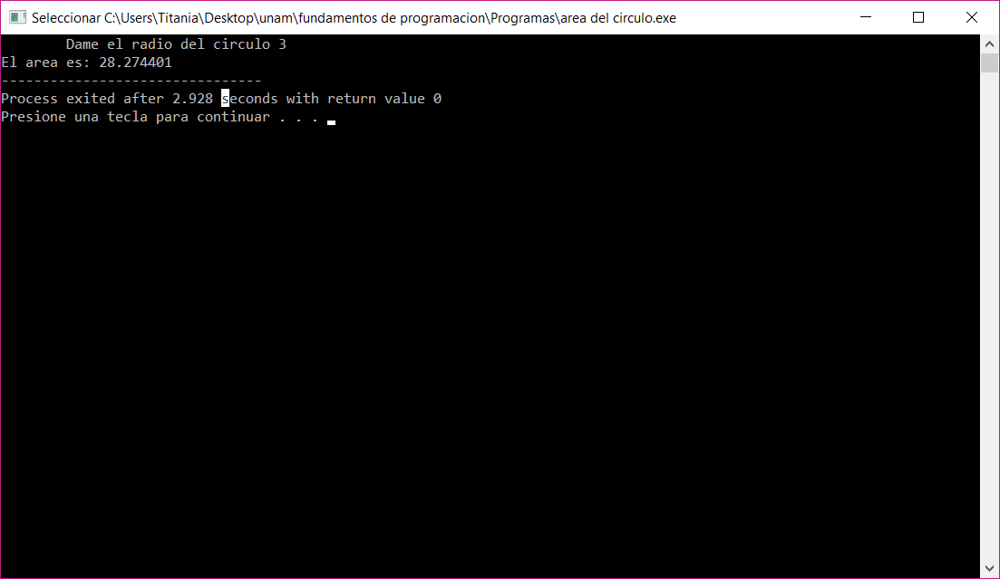 Seleccionar C:\Users\Titania\Desktop\unam\fundamentos de programacion\Programas\area del circulo.exe
Dame el radio del circulo 3
El area es: 28.274401
--------------------------------
Process exited after 2.928 seconds with return value 0
Presione una tecla para continuar . . .